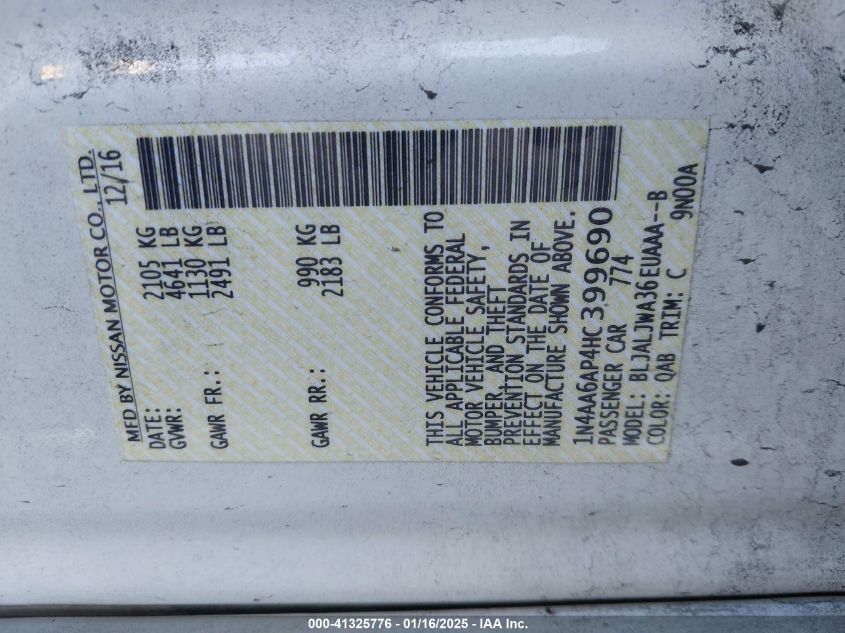 MFD BY NISSAN MOTOR CO., LTD.
DATE: 12/16
GVWR: 2105 KG
4641 LB
GAWR FR.: 1130 KG
2491 LB
GAWR RR.: 990 KG
2183 LB
THIS VEHICLE CONFORMS TO
ALL APPLICABLE FEDERAL
MOTOR VEHICLE SAFETY,
BUMPER, AND THEFT
PREVENTION STANDARDS IN
EFFECT ON THE DATE OF
MANUFACTURE SHOWN ABOVE.
1N4AA6AP4HC399690
PASSENGER CAR 774
MODEL: BLJALJWA36EUAAA--B
COLOR: QAB TRIM: C 9N00A
000-41325776 - 01/16/2025 - IAA Inc.